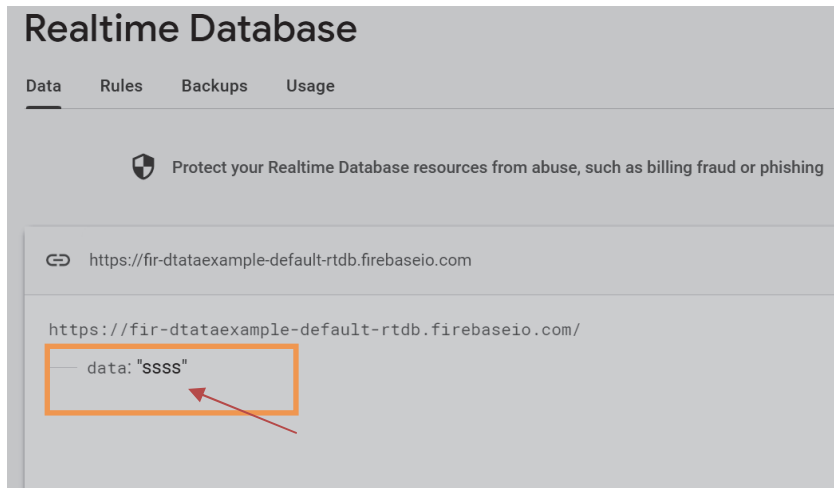 Realtime Database
Data Rules Backups Usage
Protect your Realtime Database resources from abuse, such as billing fraud or phishing
https://fir-dtataexample-default-rtdb.firebaseio.com
https://fir-dtataexample-default-rtdb.firebaseio.com/
data: "ssss"